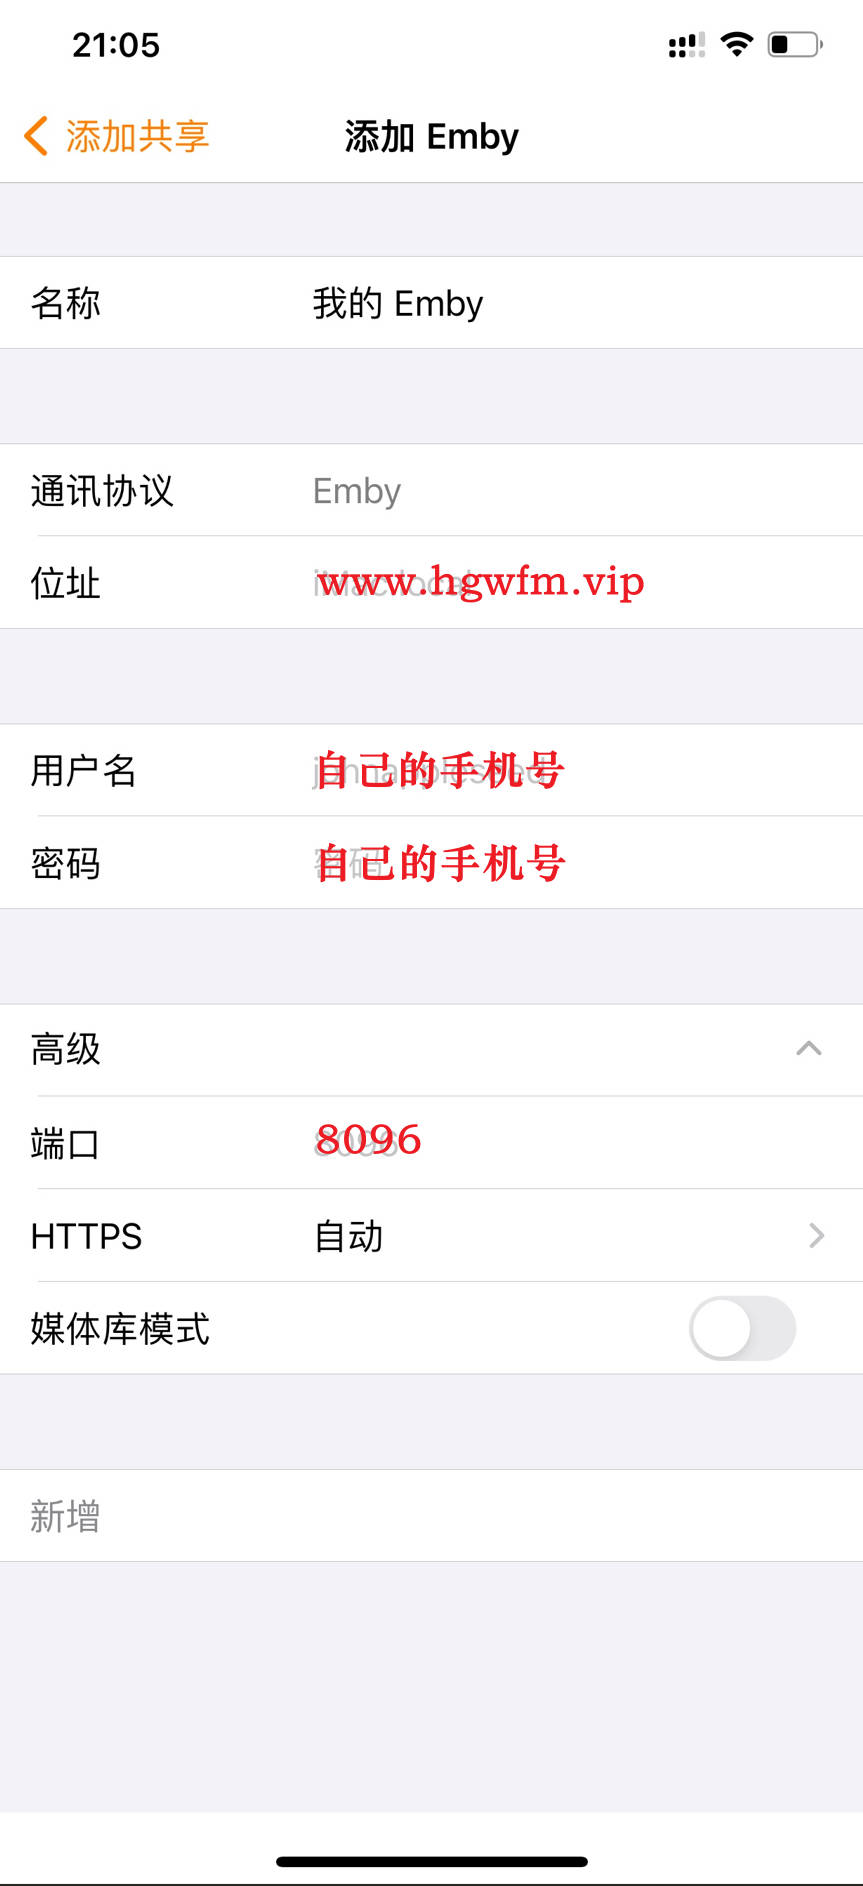 21:05
添加共享
添加 Emby
名称 我的 Emby
通讯协议 Emby
位址 www.hgwfm.vip
用户名 自己的手机号
密码 自己的手机号
高级
端口 8096
HTTPS 自动
媒体库模式
新增